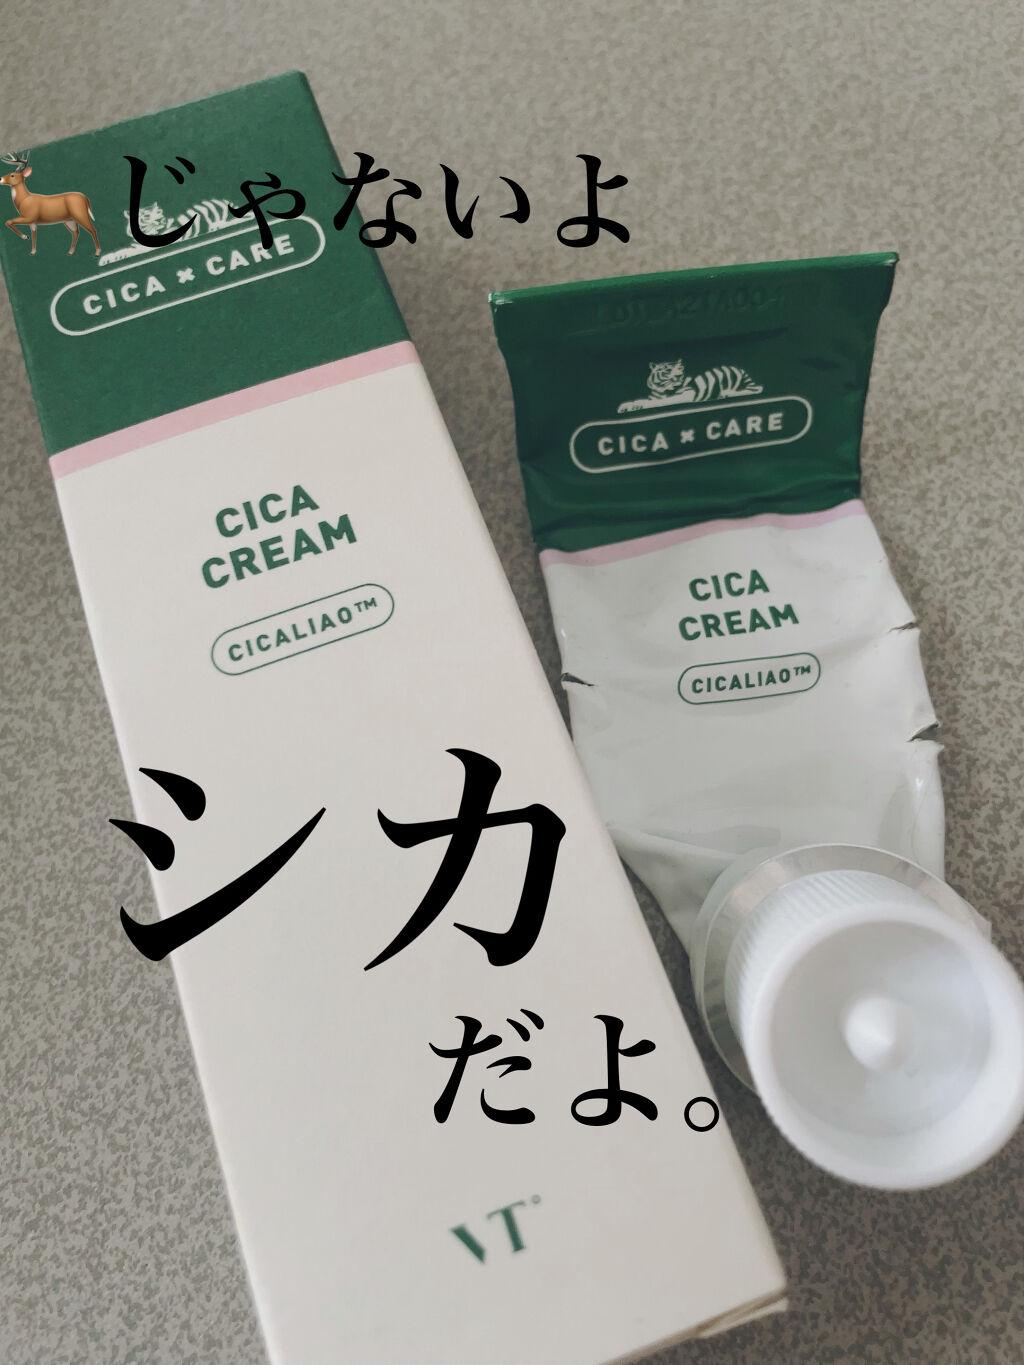 🦌じゃないよ
CICA × CARE
CICA
CREAM
CICALIAO™
シカ
だよ。
VT
CICA × CARE
CICA
CREAM
CICALIAO™